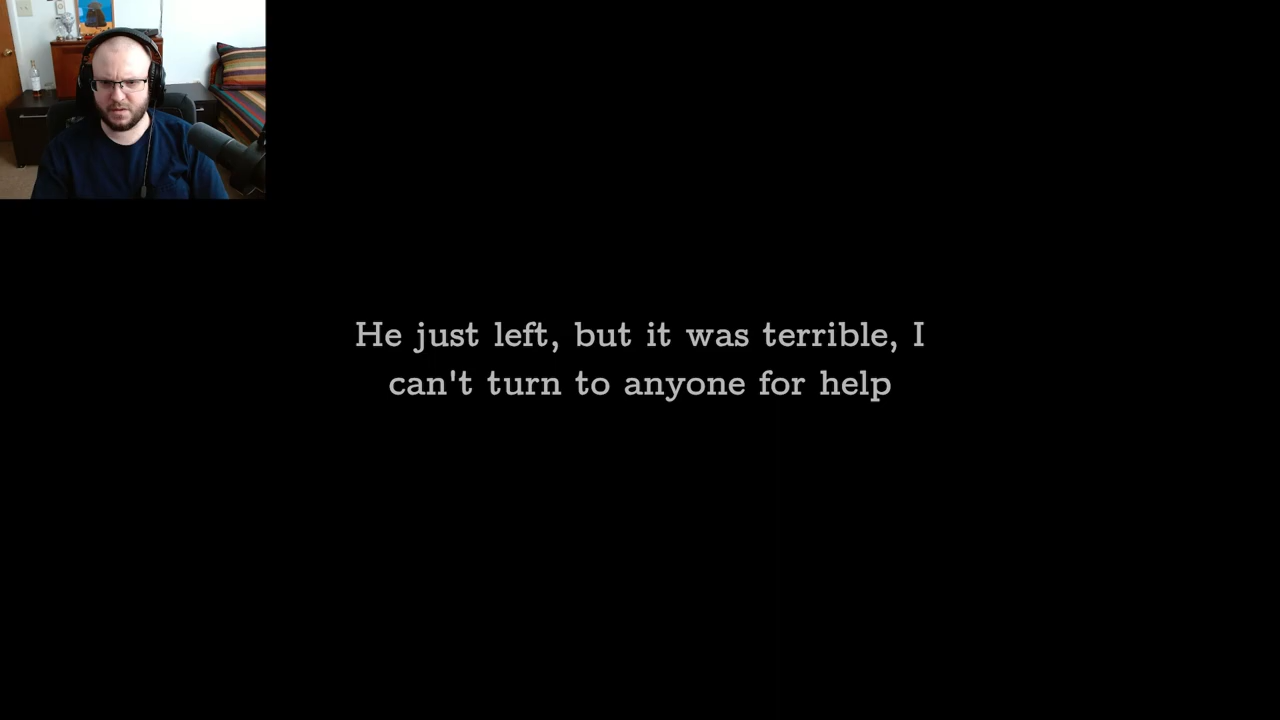 He just left, but it was terrible, I
can't turn to anyone for help